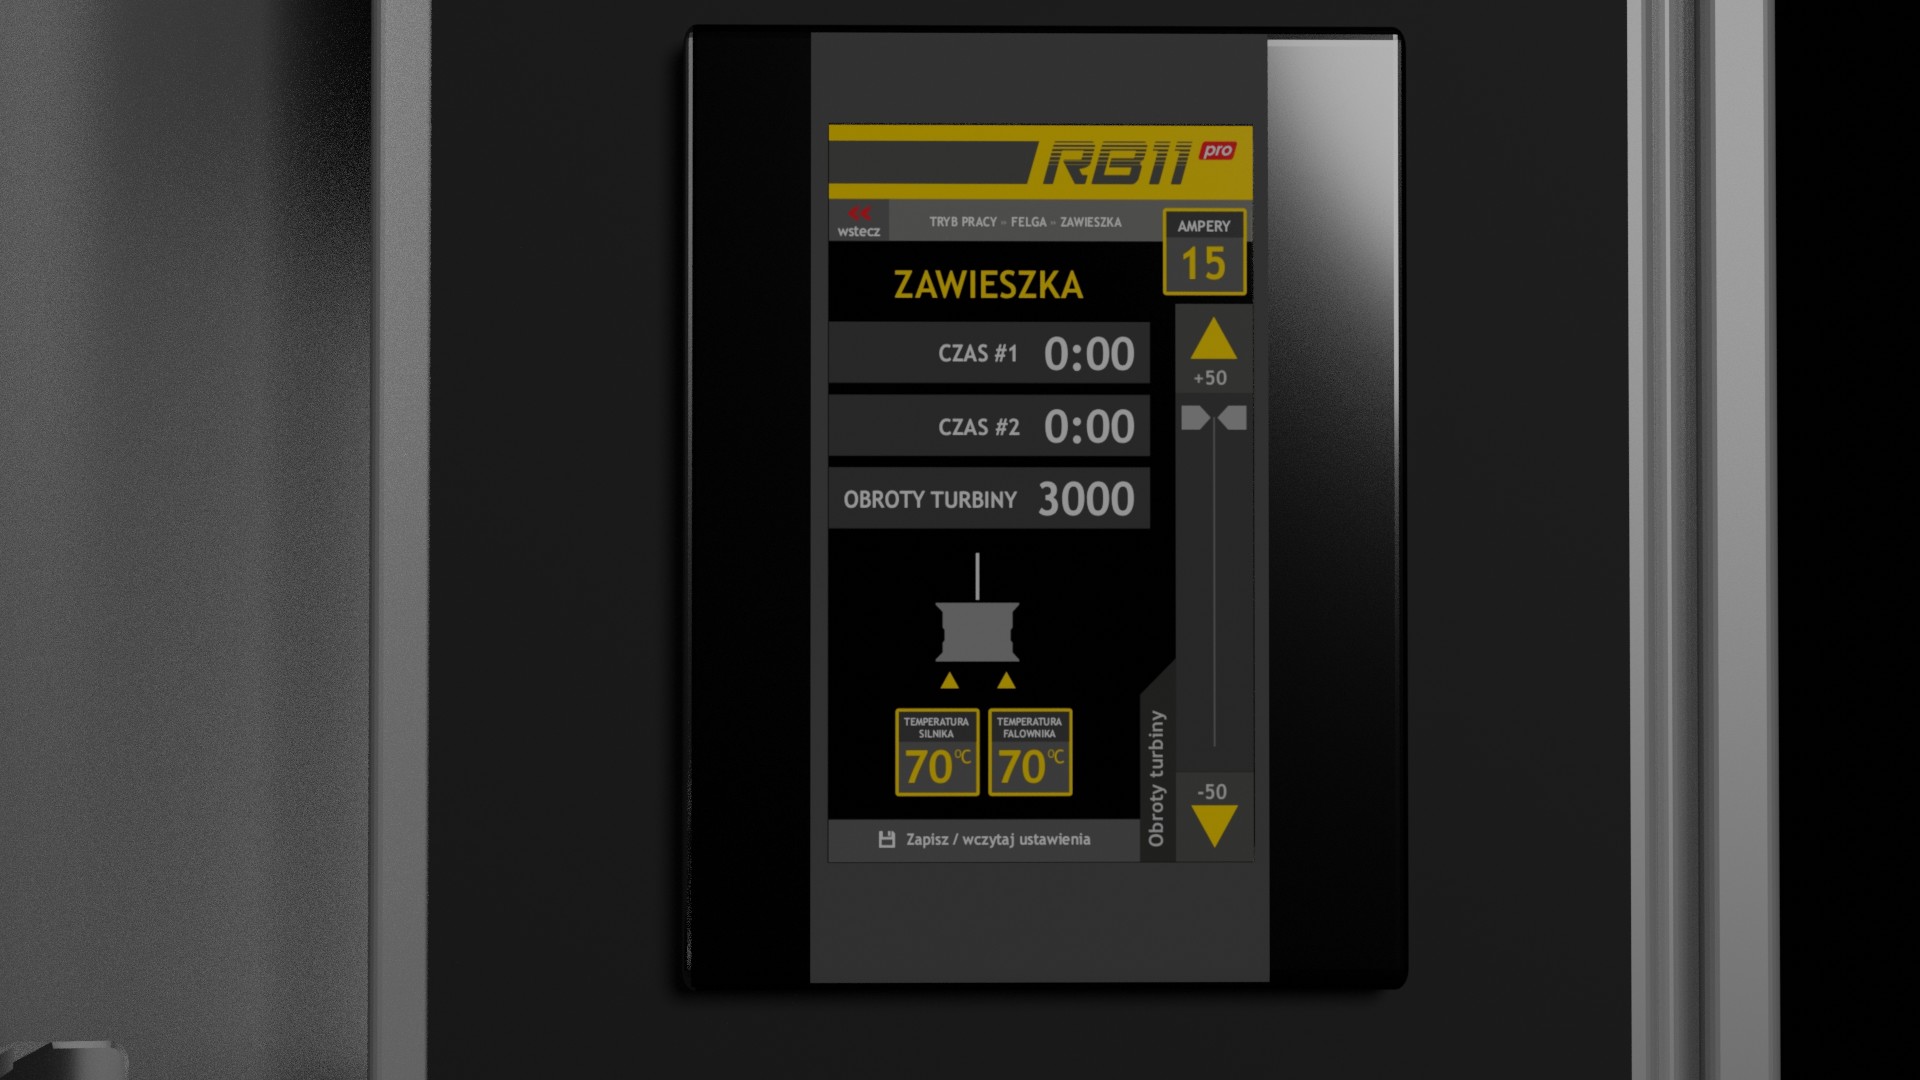 RB11 pro
wstecz
TRYB PRACY - FELGA - ZAWIESZKA
AMPERY
15
ZAWIESZKA
CZAS #1 0:00
+50
CZAS #2 0:00
OBROTY TURBINY 3000
TEMPERATURA
SILNIKA
70°C
TEMPERATURA
FALOWNIKA
70°C
Obroty turbiny
-50
Zapisz / wczytaj ustawienia